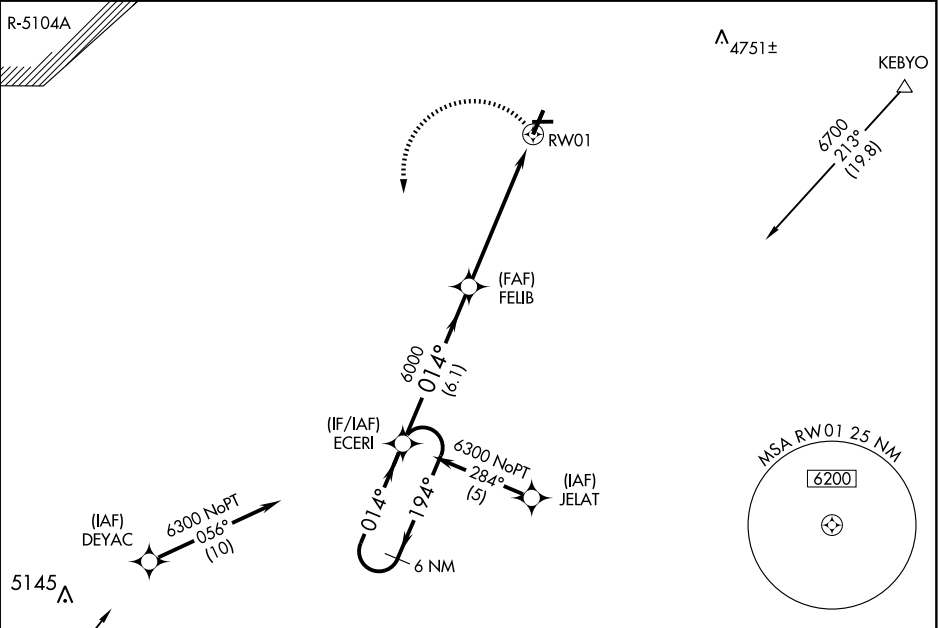 R-5104A
4751±
KEBYO
6700
213°
(19.8)
RW01
(FAF)
FELIB
6000
014°
(6.1)
(IF/IAF)
ECERI
6300 NoPT
284°
(5)
(IAF)
JELAT
014°
194°
6 NM
(IAF)
DEYAC
6300 NoPT
056°
(10)
5145
MSA RW01 25 NM
6200